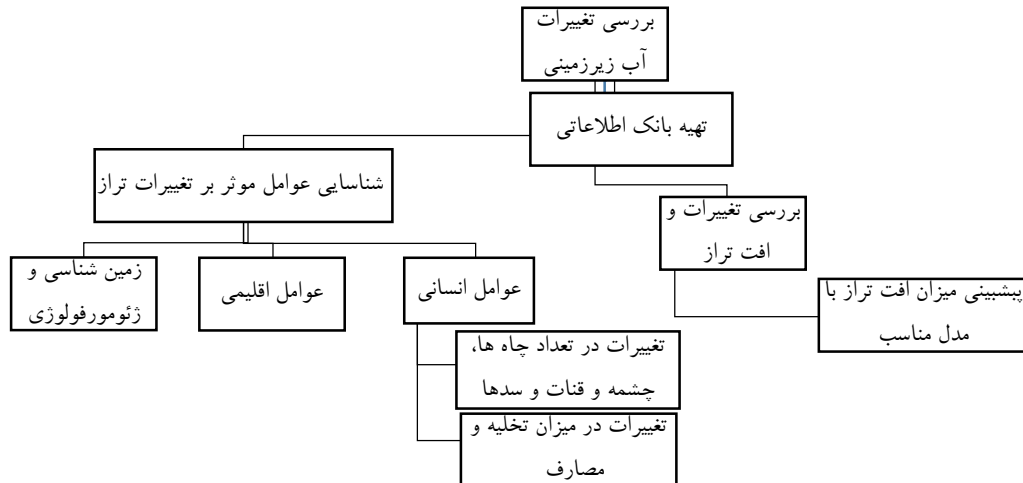 بررسی تغییرات
آب زیرزمینی
تهیه بانک اطلاعاتی
شناسایی عوامل موثر بر تغییرات تراز
بررسی تغییرات و
افت تراز
زمین شناسی و
ژئومورفولوژی
عوامل اقلیمی
عوامل انسانی
پیشبینی میزان افت تراز با
مدل مناسب
تغییرات در تعداد چاه ها،
چشمه و قنات و سدها
تغییرات در میزان تخلیه و
مصارف